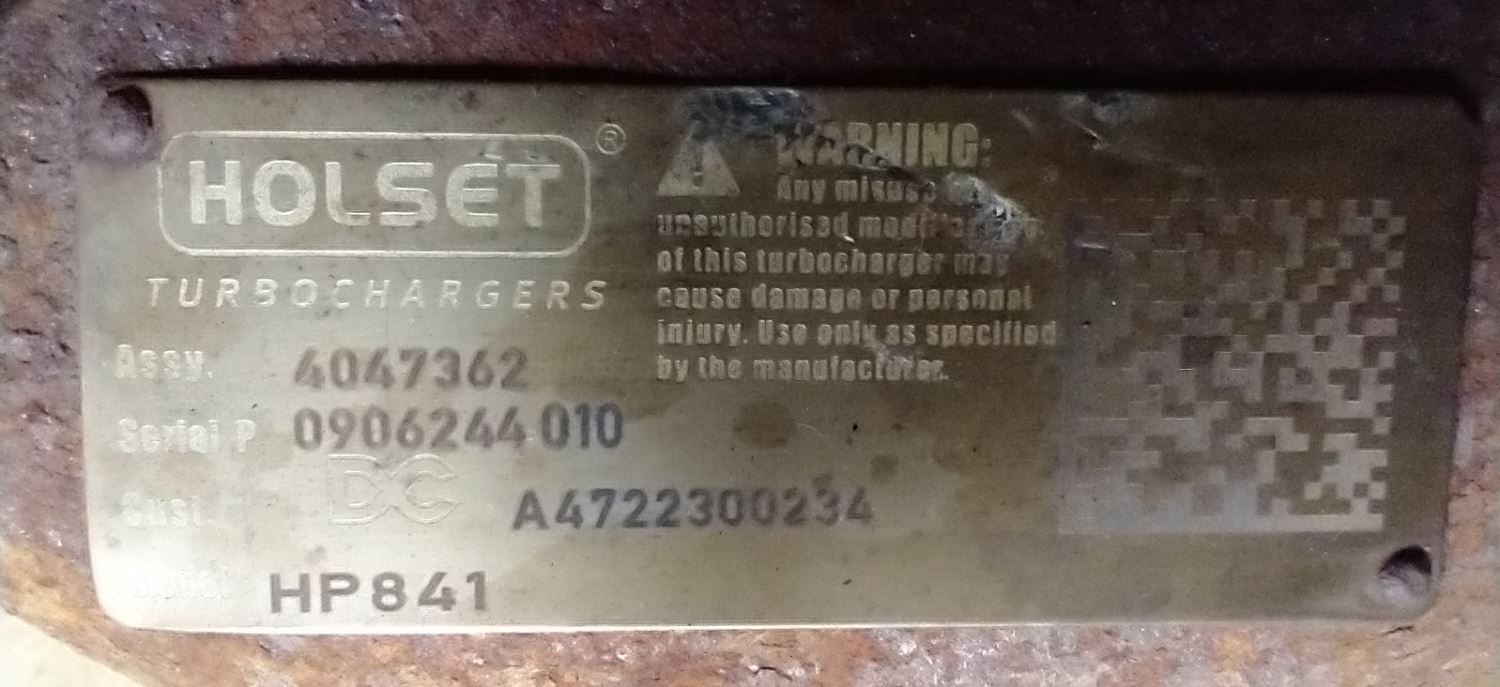 HOLSET®
TURBOCHARGERS
WARNING:
Any misuse
unauthorised
of this turbocharger may
cause damage or personal
injury. Use only as specified
by the manufacturer.
Assy. 4047362
Serial P 0906244 010
Cust. DC A4722300234
Model HP841